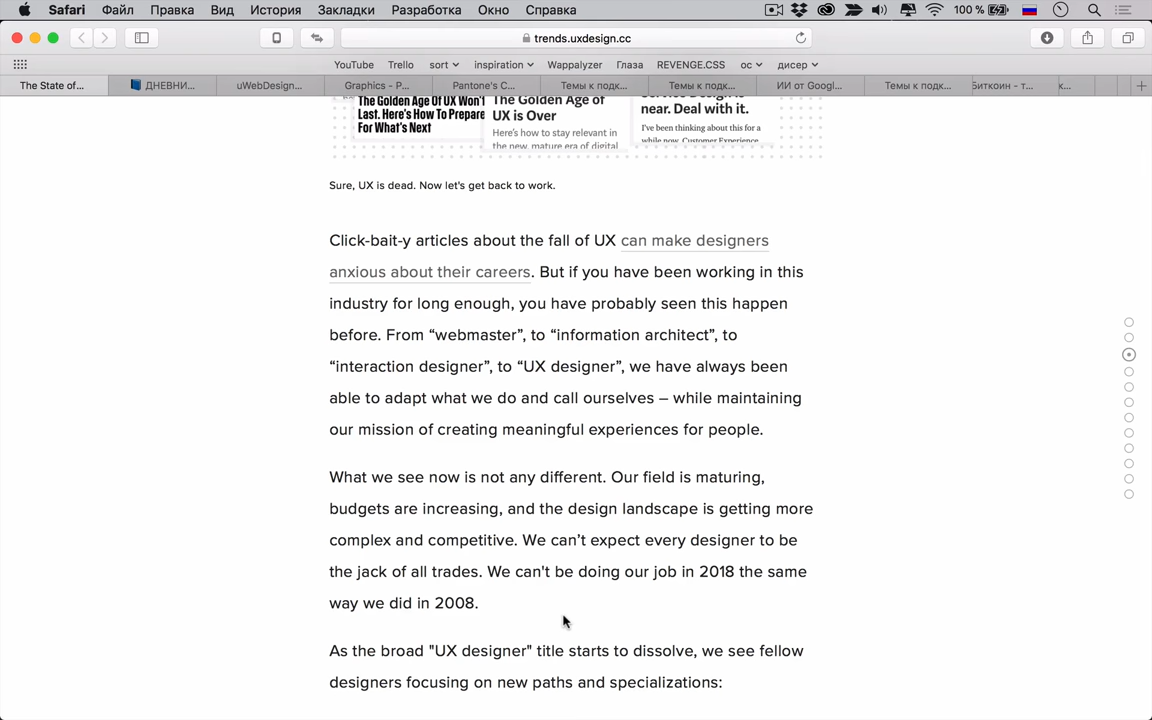 Safari Файл Правка Вид История Закладки Разработка Окно Справка 100 %
trends.uxdesign.cc
YouTube Trello sort inspiration Wappalyzer Глаза REVENGE.CSS ос дисер
The State of... ДНЕВНИ... uWebDesign... Graphics - P... Pantone's C... Темы к подк... Темы к подк... ИИ от Googl... Темы к подк... Биткоин - т... к...
The Golden Age Of UX Won't
Last. Here's How To Prepare
For What's Next
The Golden Age of
UX is Over
Here's how to stay relevant in
the new, mature era of digital
near. Deal with it.
I've been thinking about this for a
while now. Customer Experience
Sure, UX is dead. Now let's get back to work.
Click-bait-y articles about the fall of UX can make designers
anxious about their careers. But if you have been working in this
industry for long enough, you have probably seen this happen
before. From “webmaster”, to “information architect”, to
“interaction designer”, to “UX designer”, we have always been
able to adapt what we do and call ourselves – while maintaining
our mission of creating meaningful experiences for people.
What we see now is not any different. Our field is maturing,
budgets are increasing, and the design landscape is getting more
complex and competitive. We can’t expect every designer to be
the jack of all trades. We can't be doing our job in 2018 the same
way we did in 2008.
As the broad "UX designer" title starts to dissolve, we see fellow
designers focusing on new paths and specializations: